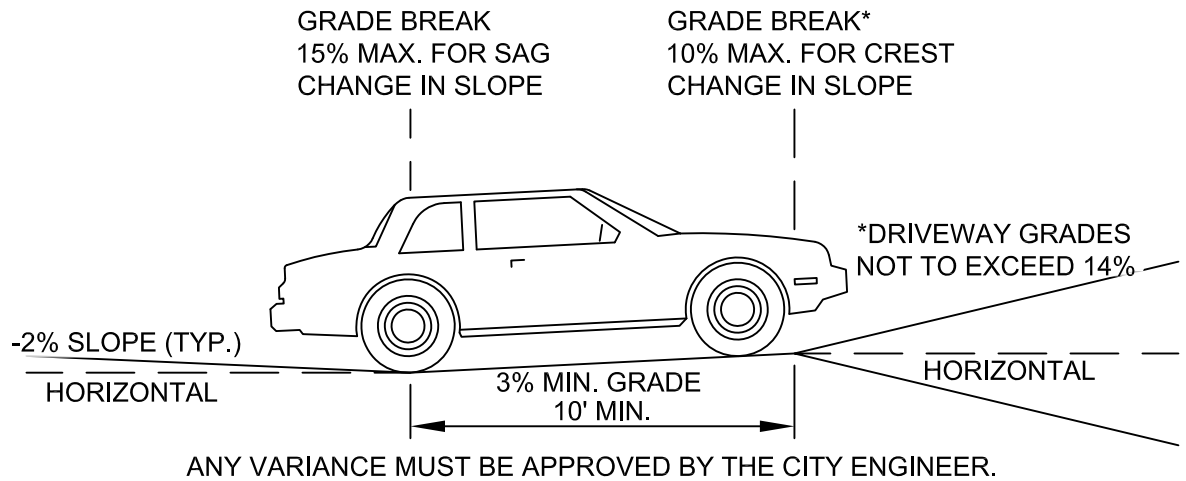 GRADE BREAK
15% MAX. FOR SAG
CHANGE IN SLOPE
GRADE BREAK*
10% MAX. FOR CREST
CHANGE IN SLOPE
*DRIVEWAY GRADES
NOT TO EXCEED 14%
-2% SLOPE (TYP.)
HORIZONTAL
3% MIN. GRADE
10' MIN.
HORIZONTAL
ANY VARIANCE MUST BE APPROVED BY THE CITY ENGINEER.